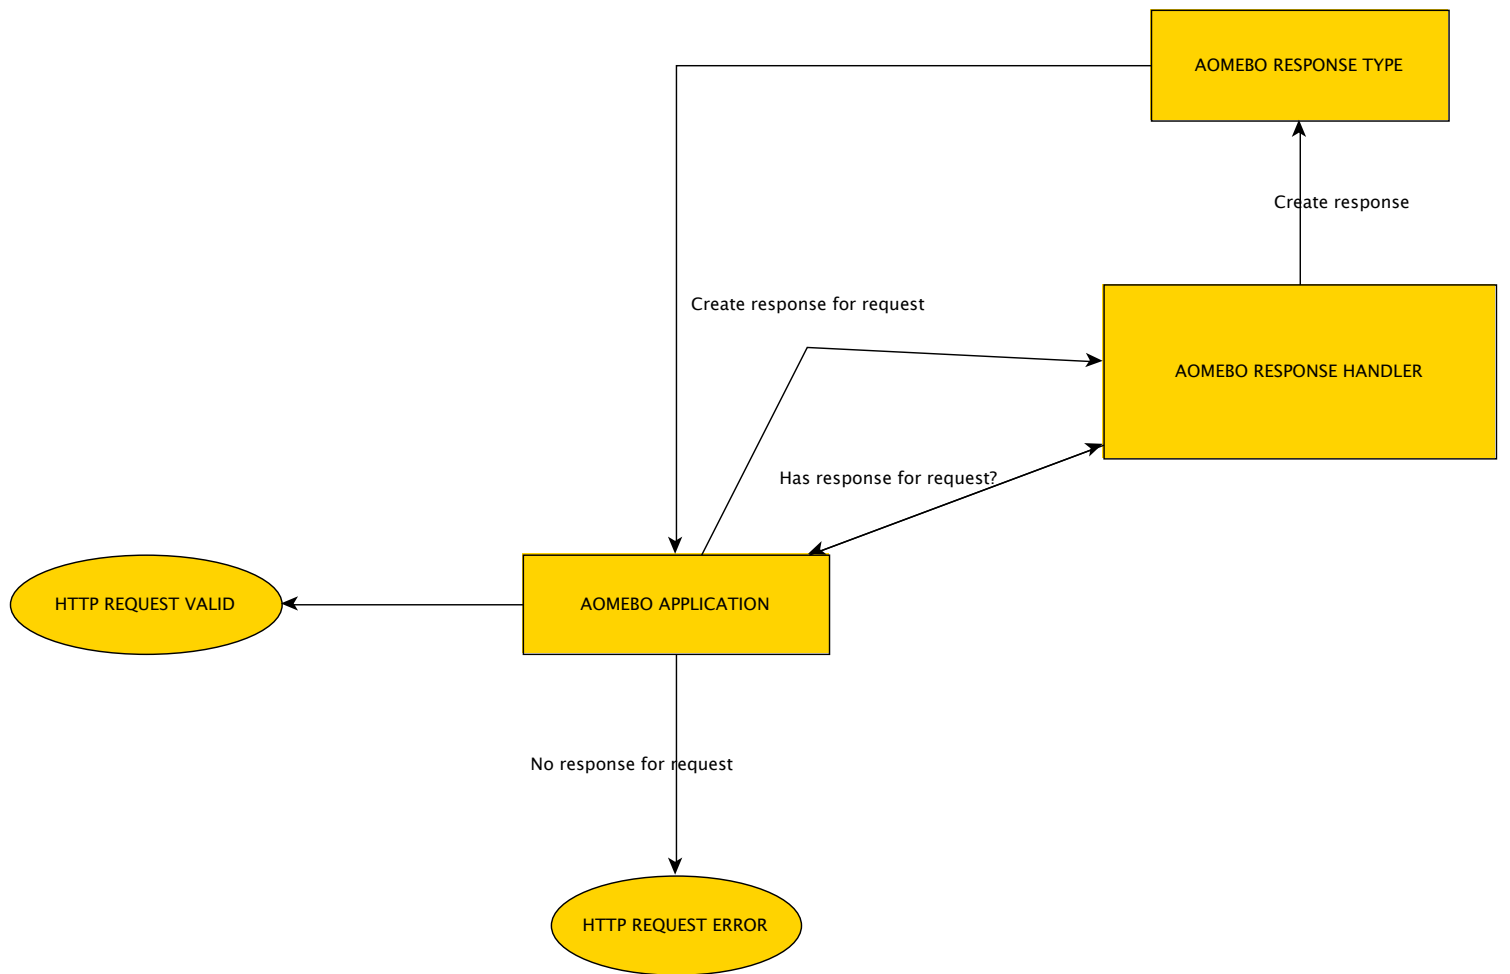 AOMEBO RESPONSE TYPE
Create response
Create response for request
AOMEBO RESPONSE HANDLER
Has response for request?
HTTP REQUEST VALID
AOMEBO APPLICATION
No response for request
HTTP REQUEST ERROR